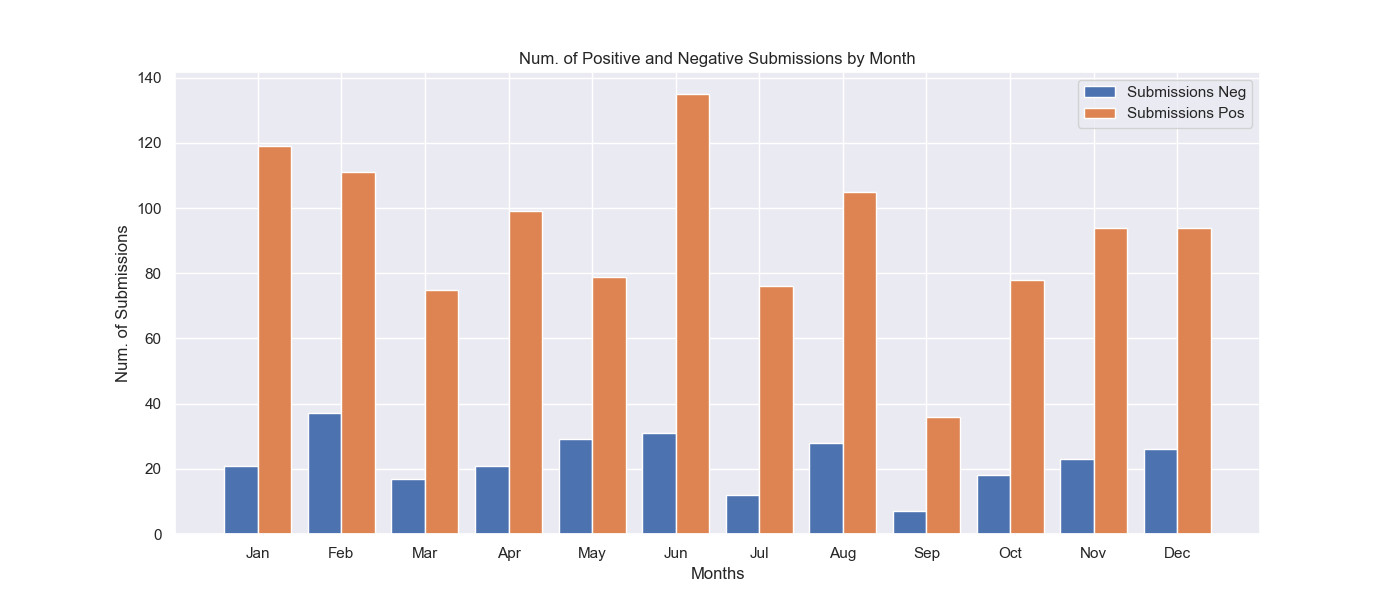 Num. of Positive and Negative Submissions by Month
Submissions Neg
Submissions Pos
Num. of Submissions
140
120
100
80
60
40
20
0
Jan Feb Mar Apr May Jun Jul Aug Sep Oct Nov Dec
Months